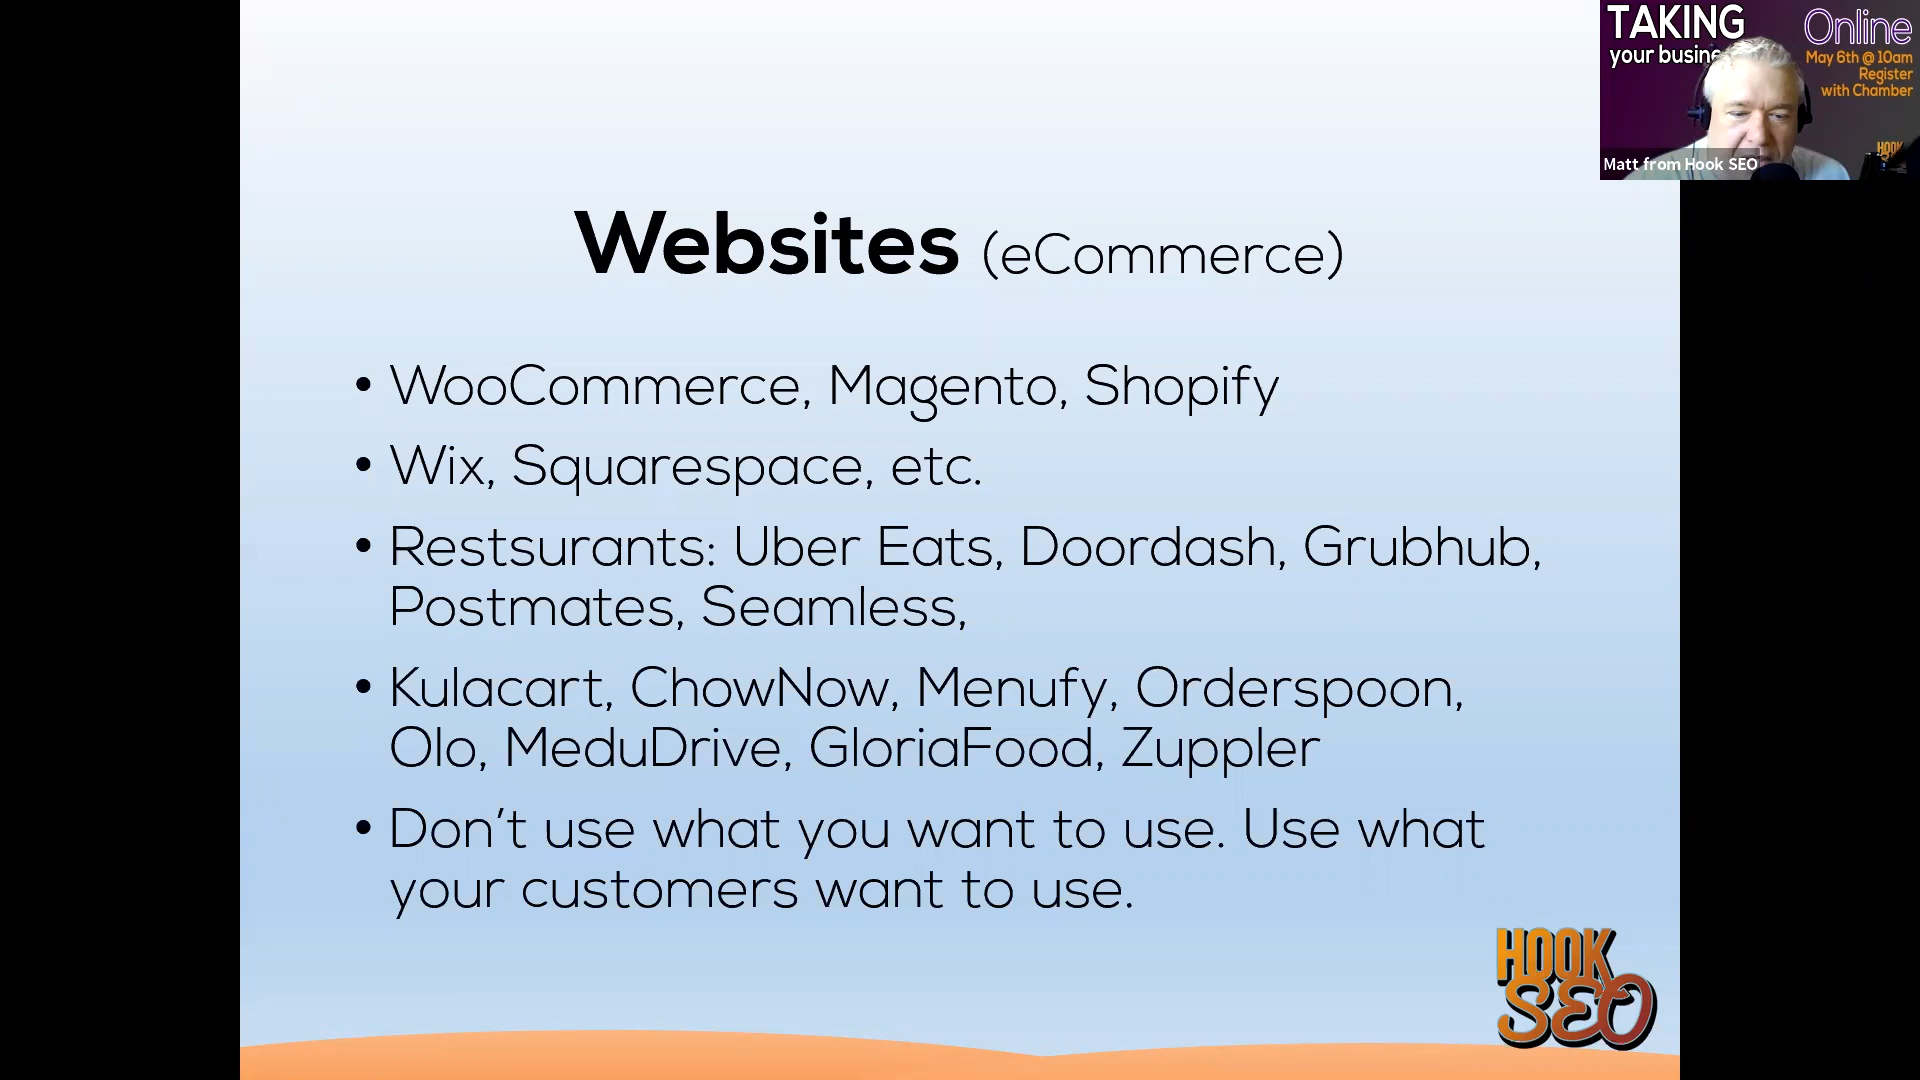 TAKING
your busine
Online
May 6th @ 10am
Register
with Chamber
HOOK
Matt from Hook SEO
Websites (eCommerce)
• WooCommerce, Magento, Shopify
• Wix, Squarespace, etc.
• Restsurants: Uber Eats, Doordash, Grubhub,
Postmates, Seamless,
• Kulacart, ChowNow, Menufy, Orderspoon,
Olo, MeduDrive, GloriaFood, Zuppler
• Don’t use what you want to use. Use what
your customers want to use.
HOOK
SEO